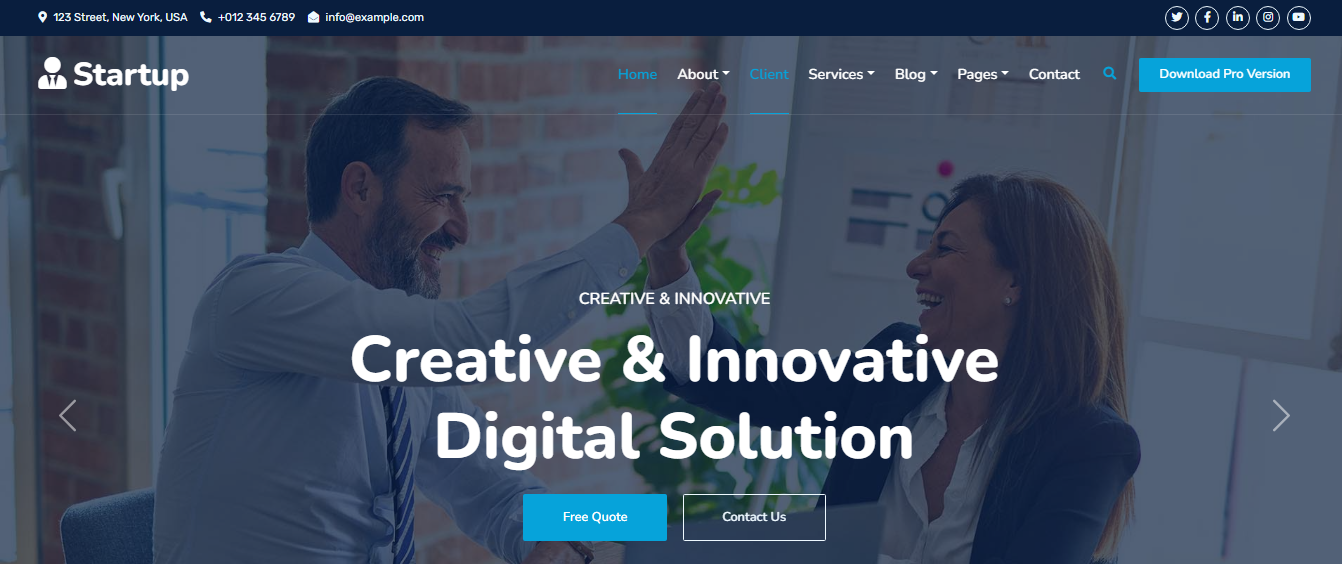 123 Street, New York, USA +012 345 6789 info@example.com
Startup Home About Client Services Blog Pages Contact Download Pro Version
CREATIVE & INNOVATIVE
Creative & Innovative
Digital Solution
Free Quote Contact Us